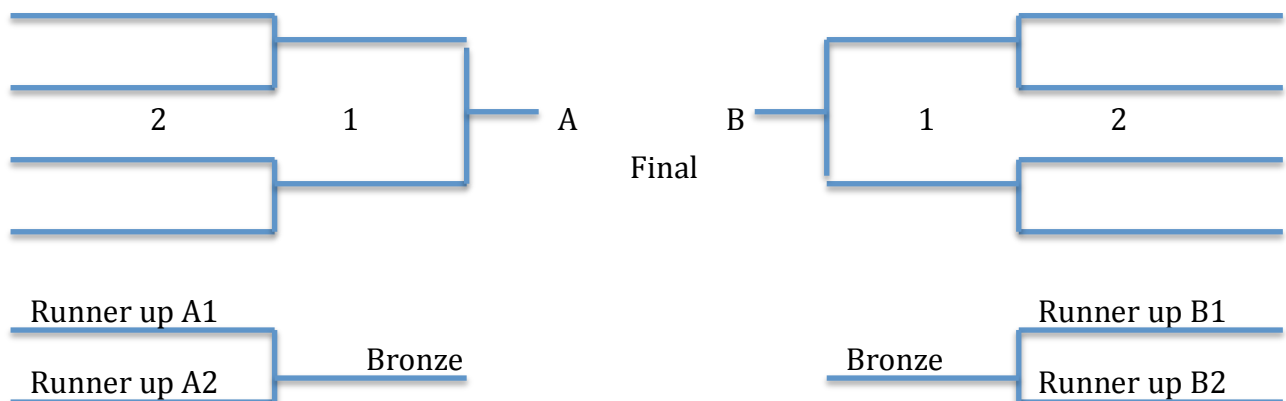 2 1 A B 1 2
Final
Runner up A1 Runner up B1
Bronze Bronze
Runner up A2 Runner up B2